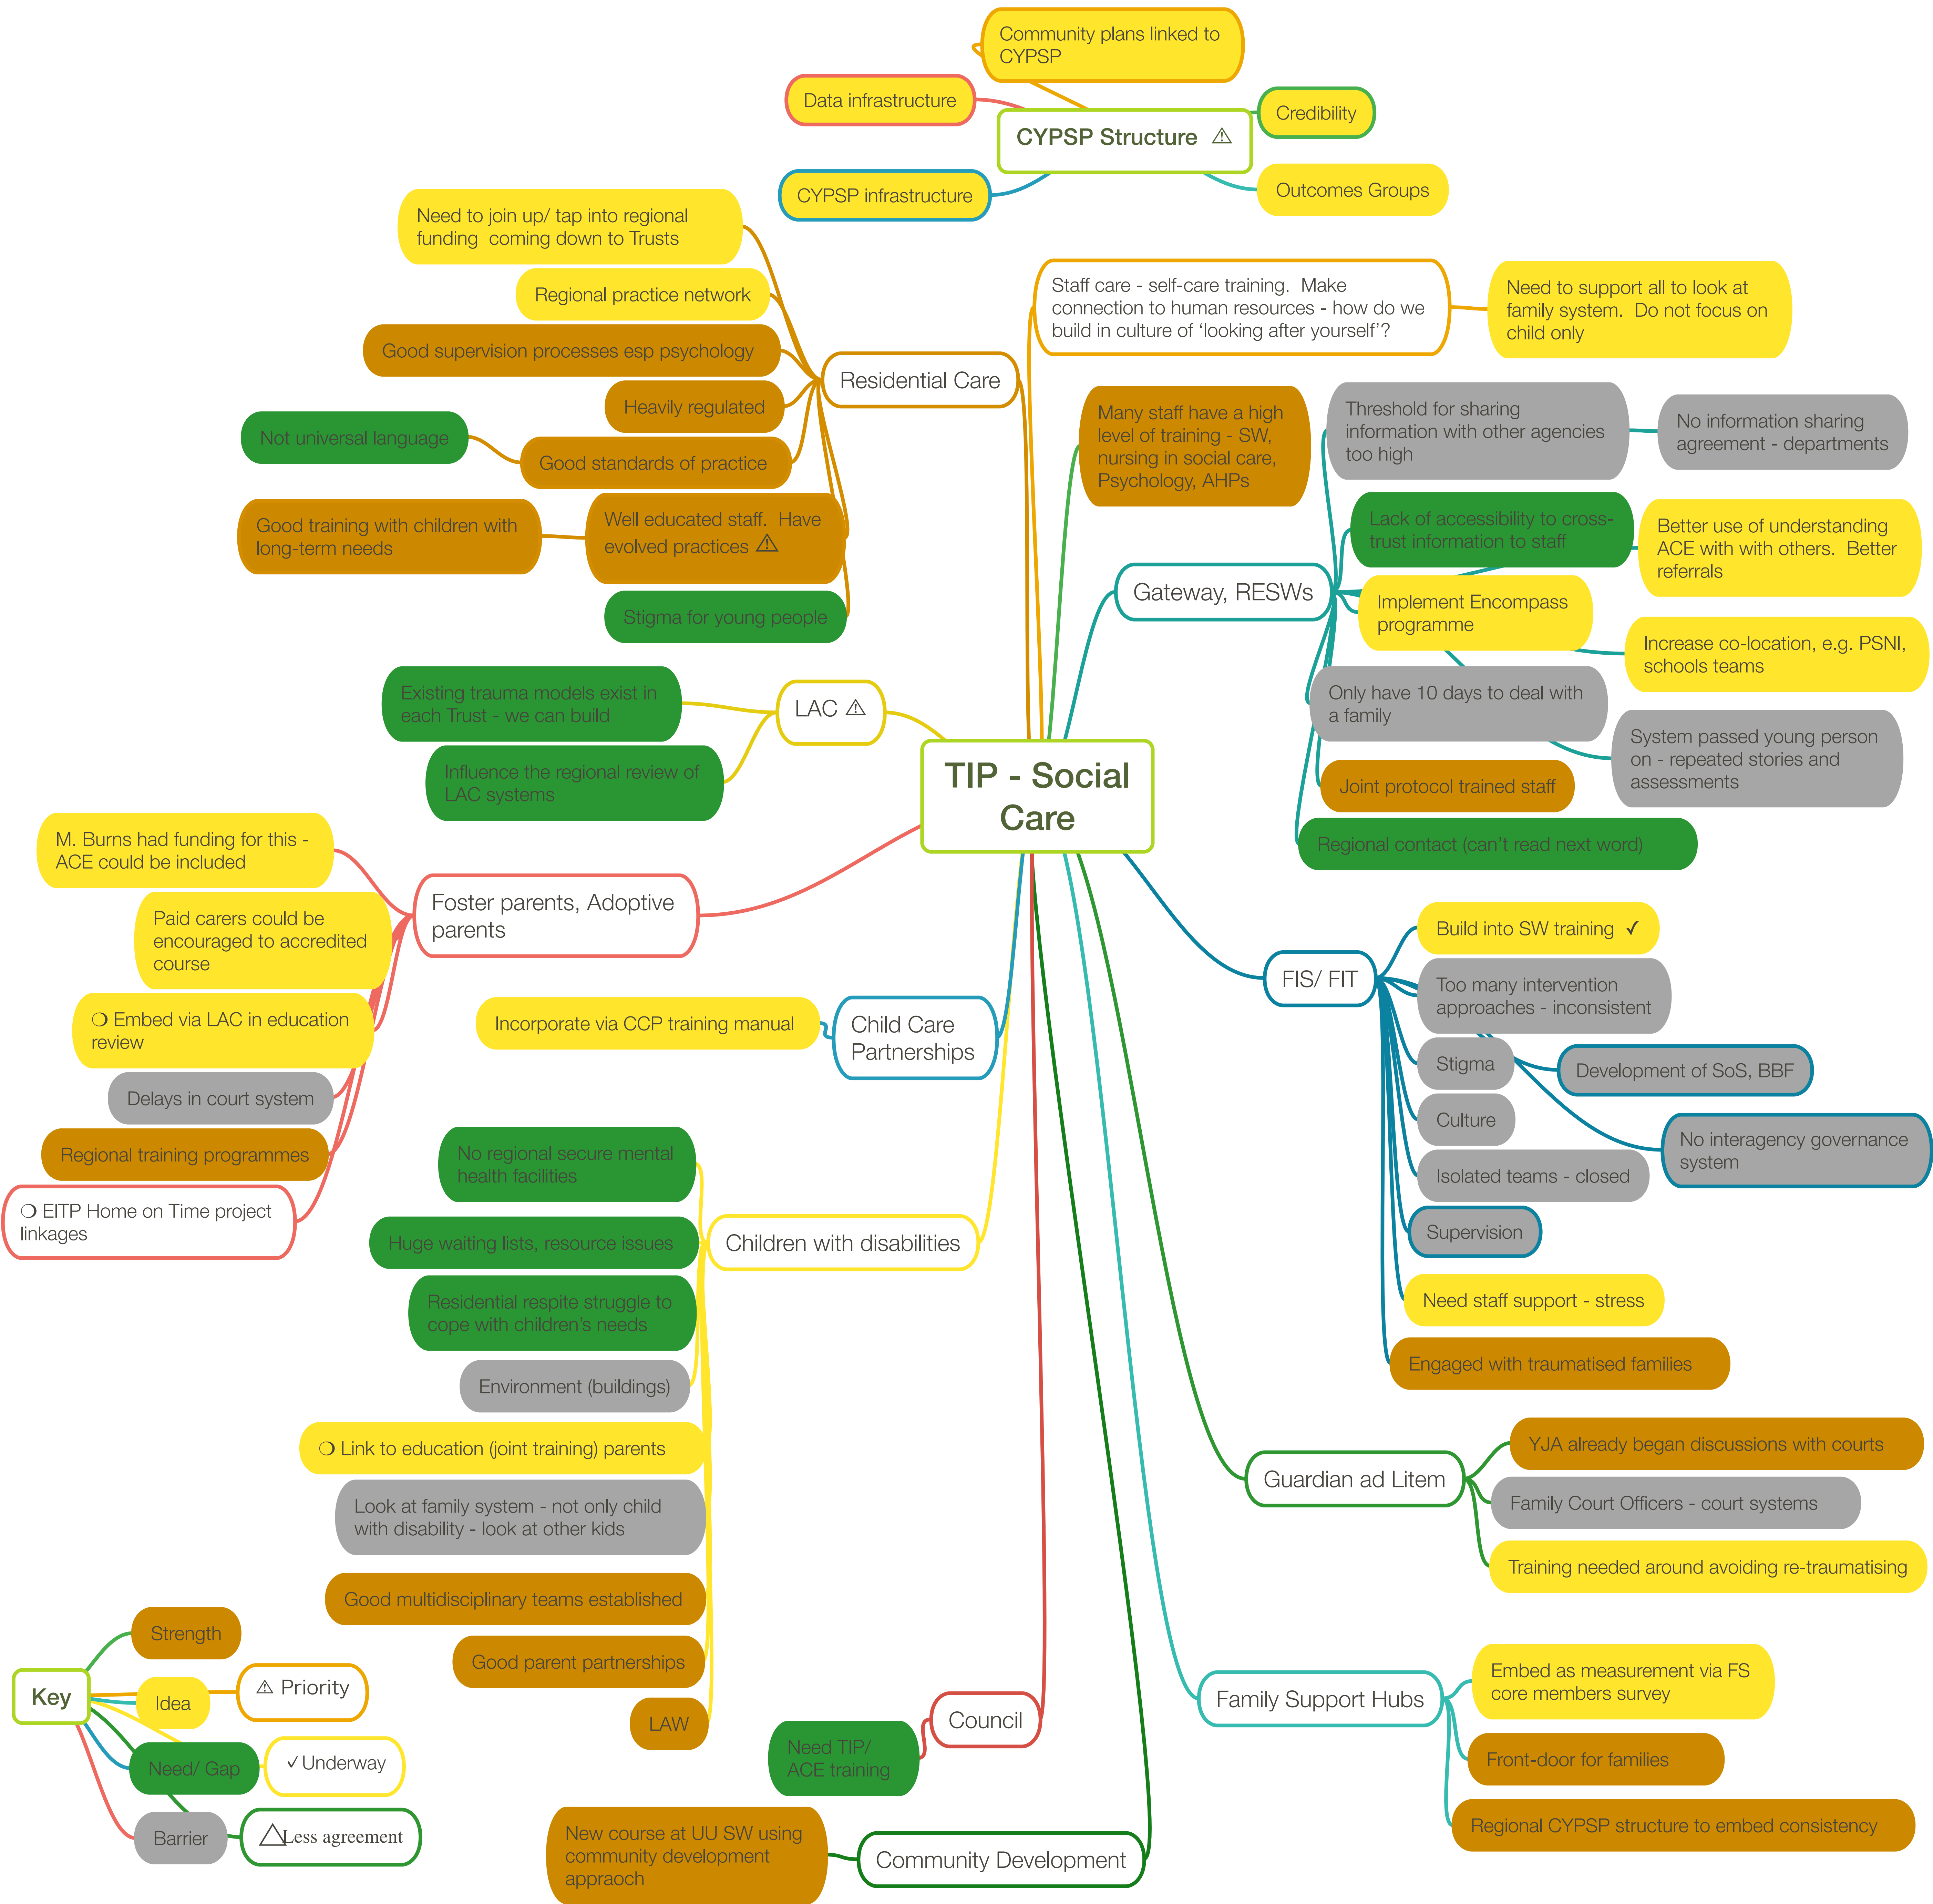 Community plans linked to
CYPSP
Data infrastructure
Credibility
CYPSP Structure ⚠
CYPSP infrastructure
Outcomes Groups
Need to join up/ tap into regional
funding  coming down to Trusts
Regional practice network
Good supervision processes esp psychology
Residential Care
Heavily regulated
Not universal language
Good standards of practice
Good training with children with
long-term needs
Well educated staff.  Have
evolved practices ⚠
Stigma for young people
Staff care - self-care training.  Make
connection to human resources - how do we
build in culture of ‘looking after yourself’?
Need to support all to look at
family system.  Do not focus on
child only
Many staff have a high
level of training - SW,
nursing in social care,
Psychology, AHPs
Threshold for sharing
information with other agencies
too high
No information sharing
agreement - departments
Lack of accessibility to cross-
trust information to staff
Better use of understanding
ACE with with others.  Better
referrals
Gateway, RESWs
Implement Encompass
programme
Increase co-location, e.g. PSNI,
schools teams
Only have 10 days to deal with
a family
System passed young person
on - repeated stories and
assessments
Joint protocol trained staff
Regional contact (can’t read next word)
Existing trauma models exist in
each Trust - we can build
LAC ⚠
Influence the regional review of
LAC systems
TIP - Social
Care
M. Burns had funding for this -
ACE could be included
Paid carers could be
encouraged to accredited
course
Foster parents, Adoptive
parents
❍ Embed via LAC in education
review
Delays in court system
Regional training programmes
❍ EITP Home on Time project
linkages
Incorporate via CCP training manual
Child Care
Partnerships
Build into SW training ✓
FIS/ FIT
Too many intervention
approaches - inconsistent
Stigma
Development of SoS, BBF
Culture
No interagency governance
system
Isolated teams - closed
Supervision
Need staff support - stress
Engaged with traumatised families
No regional secure mental
health facilities
Huge waiting lists, resource issues
Children with disabilities
Residential respite struggle to
cope with children’s needs
Environment (buildings)
❍ Link to education (joint training) parents
Look at family system - not only child
with disability - look at other kids
Good multidisciplinary teams established
Good parent partnerships
LAW
YJA already began discussions with courts
Guardian ad Litem
Family Court Officers - court systems
Training needed around avoiding re-traumatising
Embed as measurement via FS
core members survey
Family Support Hubs
Front-door for families
Regional CYPSP structure to embed consistency
Council
Need TIP/
ACE training
New course at UU SW using
community development
appraoch
Community Development
Key
Strength
Idea
⚠ Priority
Need/ Gap
✓ Underway
Barrier
△Less agreement